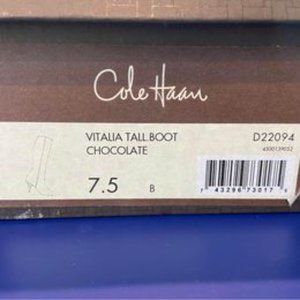 Cole Haan
VITALIA TALL.BOOT
CHOCOLATE
D22094
7.5 B